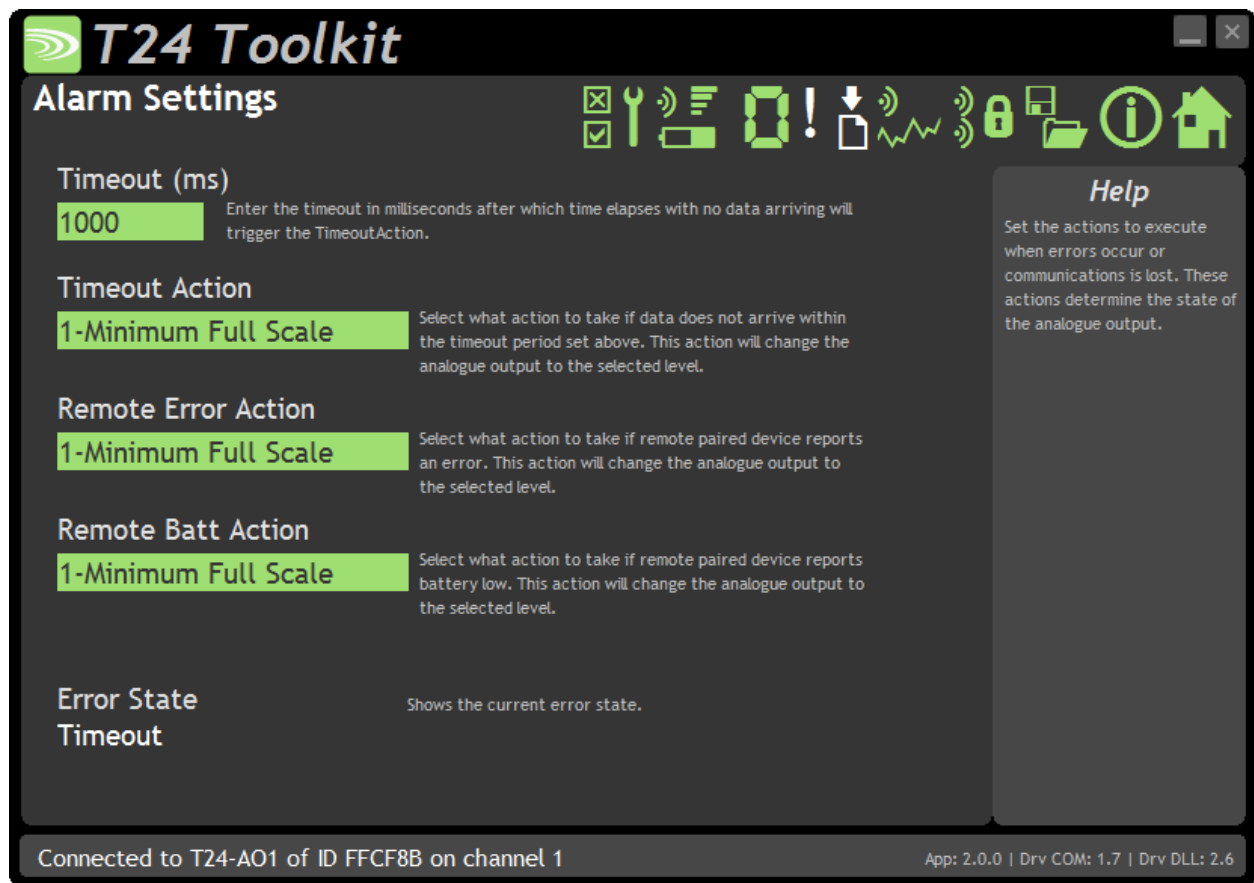 T24 Toolkit
Alarm Settings
Timeout (ms)
1000
Enter the timeout in milliseconds after which time elapses with no data arriving will
trigger the TimeoutAction.
Timeout Action
1-Minimum Full Scale
Select what action to take if data does not arrive within
the timeout period set above. This action will change the
analogue output to the selected level.
Remote Error Action
1-Minimum Full Scale
Select what action to take if remote paired device reports
an error. This action will change the analogue output to
the selected level.
Remote Batt Action
1-Minimum Full Scale
Select what action to take if remote paired device reports
battery low. This action will change the analogue output to
the selected level.
Error State
Shows the current error state.
Timeout
Help
Set the actions to execute
when errors occur or
communications is lost. These
actions determine the state of
the analogue output.
Connected to T24-AO1 of ID FFCF8B on channel 1
App: 2.0.0 | Drv COM: 1.7 | Drv DLL: 2.6